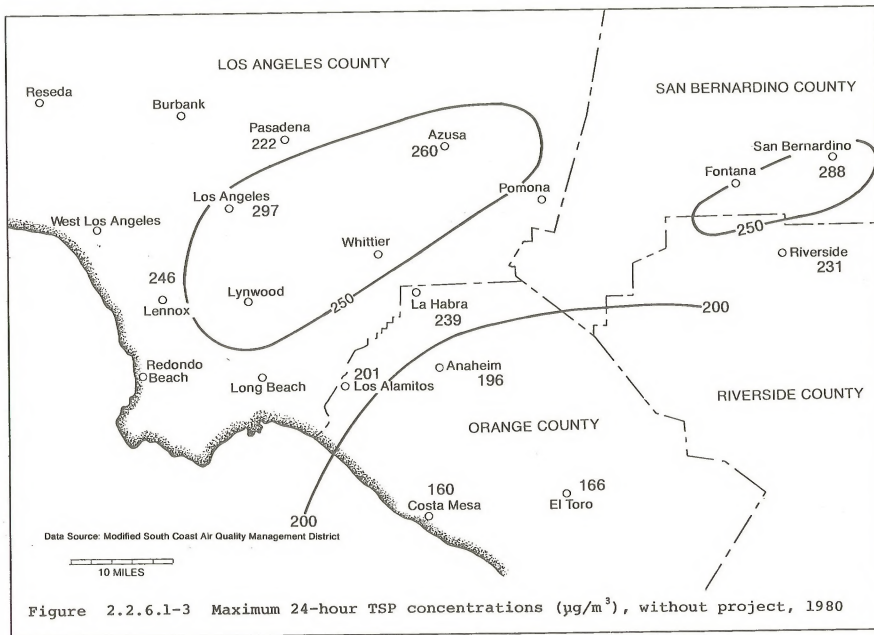 LOS ANGELES COUNTY
SAN BERNARDINO COUNTY
Reseda
Burbank
Pasadena
222
Azusa
260
San Bernardino
288
Fontana
Los Angeles
297
Pomona
West Los Angeles
250
Riverside
231
Whittier
246
Lennox
Lynwood
250
La Habra
239
200
Redondo
Beach
Long Beach
201
Los Alamitos
Anaheim
196
RIVERSIDE COUNTY
ORANGE COUNTY
160
Costa Mesa
166
El Toro
200
Data Source: Modified South Coast Air Quality Management District
10 MILES
Figure 2.2.6.1-3 Maximum 24-hour TSP concentrations (µg/m³), without project, 1980